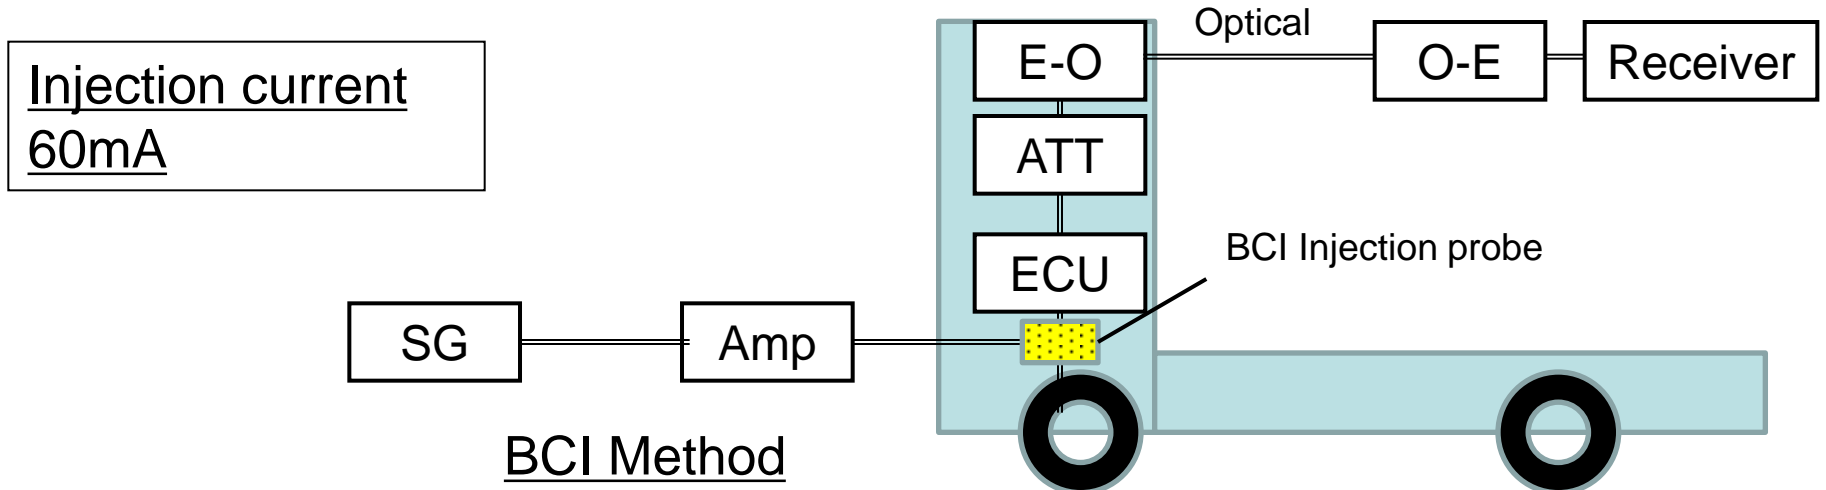 Optical
E-O
O-E
Receiver
Injection current
60mA
ATT
BCI Injection probe
ECU
SG
Amp
BCI Method